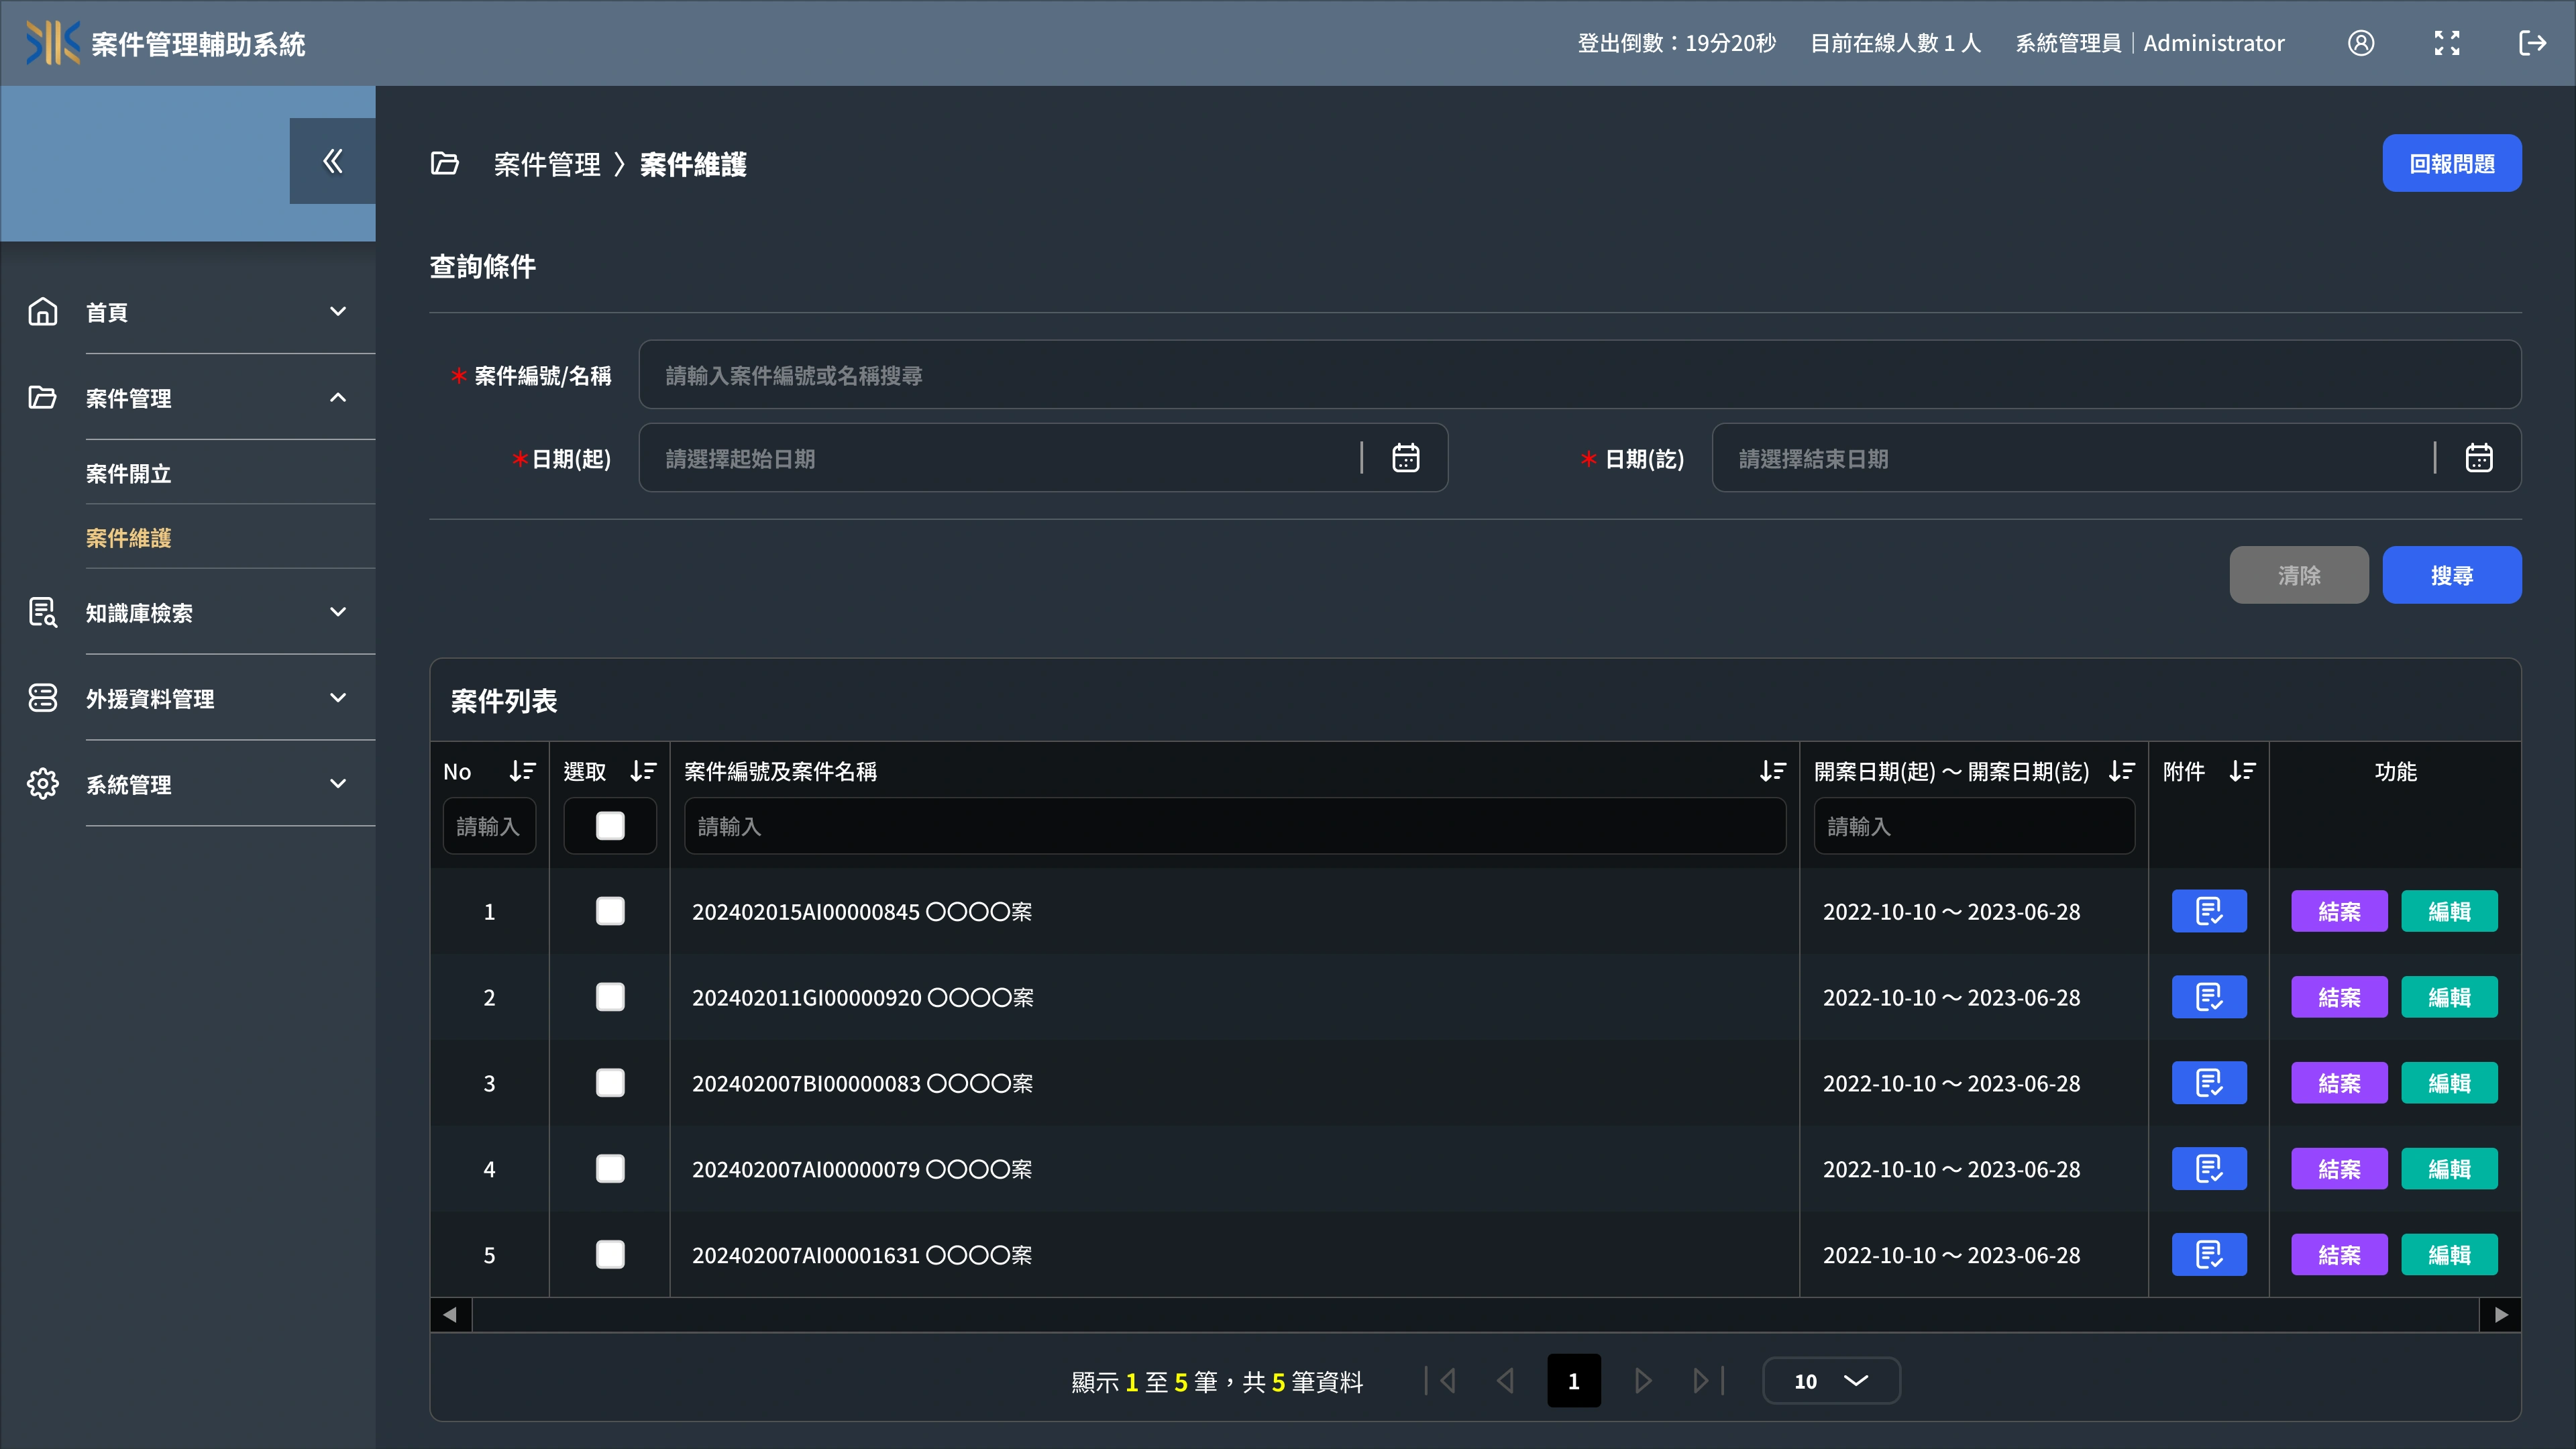 案件管理輔助系統
登出倒數：19分20秒 目前在線人數 1 人 系統管理員｜Administrator
首頁
案件管理
案件開立
案件維護
知識庫檢索
外援資料管理
系統管理
案件管理 〉案件維護
回報問題
查詢條件
* 案件編號/名稱 請輸入案件編號或名稱搜尋
* 日期(起) 請選擇起始日期 * 日期(訖) 請選擇結束日期
清除 搜尋
案件列表
No 選取 案件編號及案件名稱 開案日期(起) ～ 開案日期(訖) 附件 功能
請輸入 請輸入 請輸入
1 202402015AI00000845 〇〇〇〇案 2022-10-10 ～ 2023-06-28 結案 編輯
2 202402011GI00000920 〇〇〇〇案 2022-10-10 ～ 2023-06-28 結案 編輯
3 202402007BI00000083 〇〇〇〇案 2022-10-10 ～ 2023-06-28 結案 編輯
4 202402007AI00000079 〇〇〇〇案 2022-10-10 ～ 2023-06-28 結案 編輯
5 202402007AI00001631 〇〇〇〇案 2022-10-10 ～ 2023-06-28 結案 編輯
顯示 1 至 5 筆，共 5 筆資料 1 10